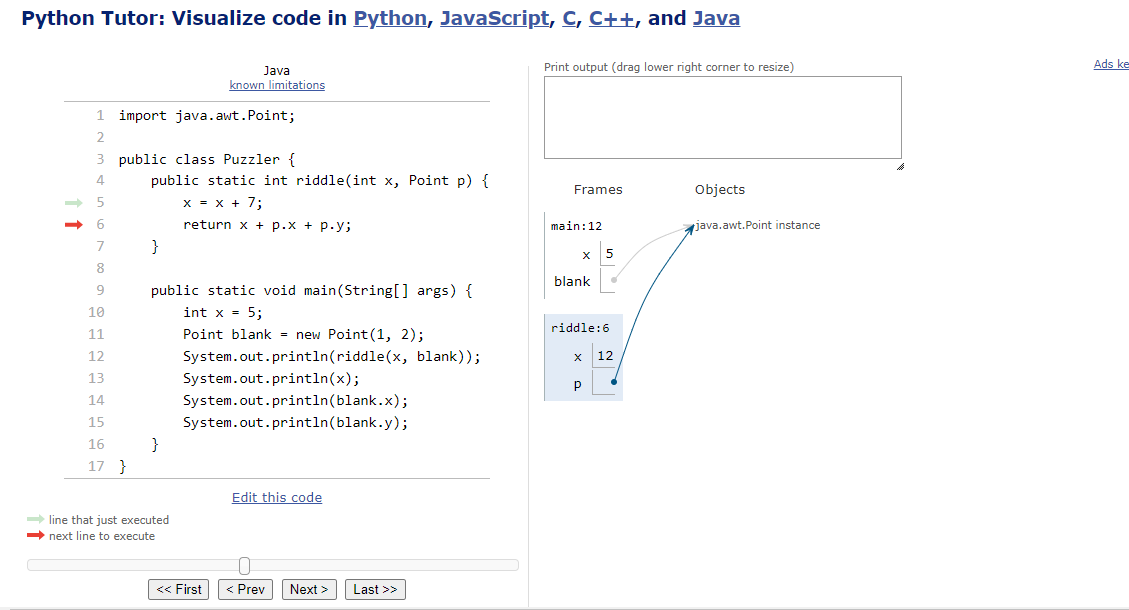 Python Tutor: Visualize code in Python, JavaScript, C, C++, and Java
Ads ke
Java
known limitations
1 import java.awt.Point;
2
3 public class Puzzler {
4     public static int riddle(int x, Point p) {
5         x = x + 7;
6         return x + p.x + p.y;
7     }
8
9     public static void main(String[] args) {
10         int x = 5;
11         Point blank = new Point(1, 2);
12         System.out.println(riddle(x, blank));
13         System.out.println(x);
14         System.out.println(blank.x);
15         System.out.println(blank.y);
16     }
17 }
Edit this code
line that just executed
next line to execute
<< First < Prev Next > Last >>
Print output (drag lower right corner to resize)
Frames Objects
main:12
x 5
blank
java.awt.Point instance
riddle:6
x 12
p